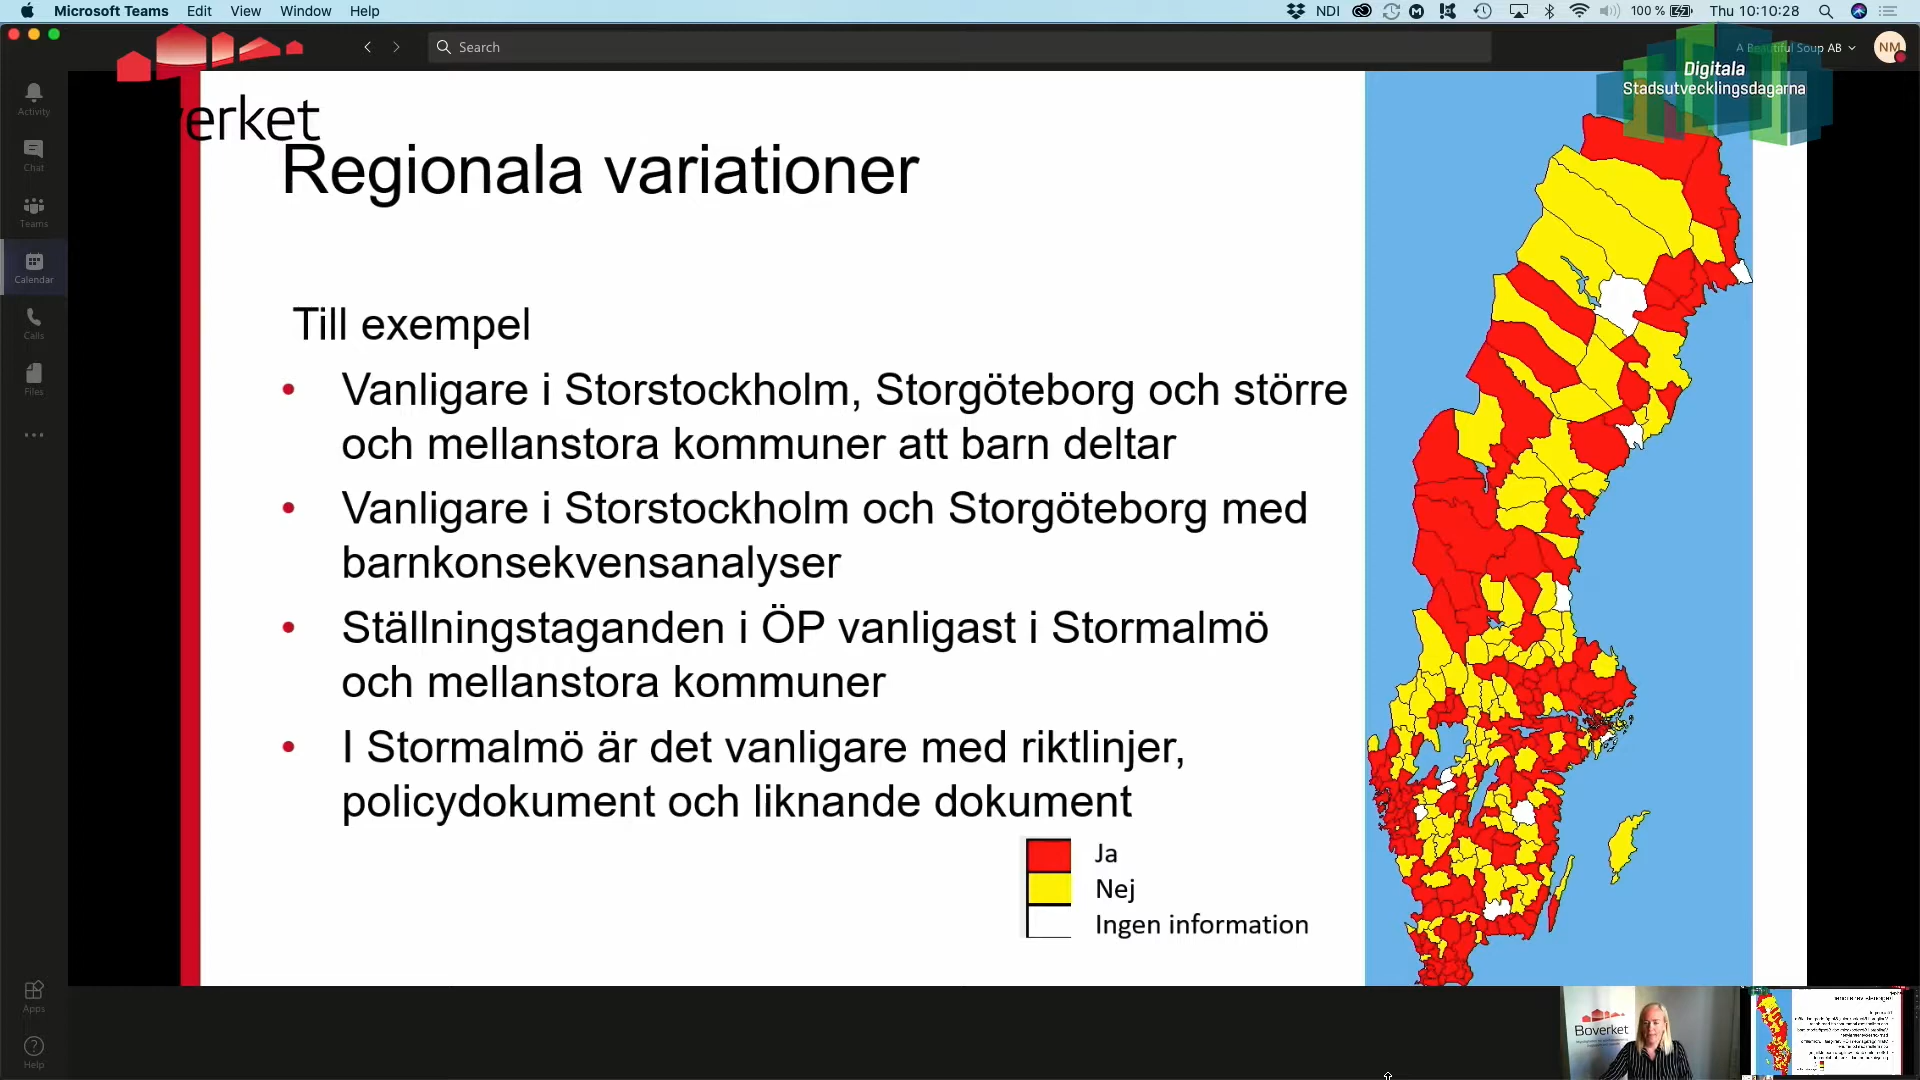 Microsoft Teams Edit View Window Help
NDI 100 % Thu 10:10:28
Search
A Beautiful Soup AB
NM
Digitala
Stadsutvecklingsdagarna
Activity
Chat
Teams
Calendar
Calls
Files
Apps
Help
erket
Regionala variationer
Till exempel
• Vanligare i Storstockholm, Storgöteborg och större
och mellanstora kommuner att barn deltar
• Vanligare i Storstockholm och Storgöteborg med
barnkonsekvensanalyser
• Ställningstaganden i ÖP vanligast i Stormalmö
och mellanstora kommuner
• I Stormalmö är det vanligare med riktlinjer,
policydokument och liknande dokument
Ja
Nej
Ingen information
Boverket